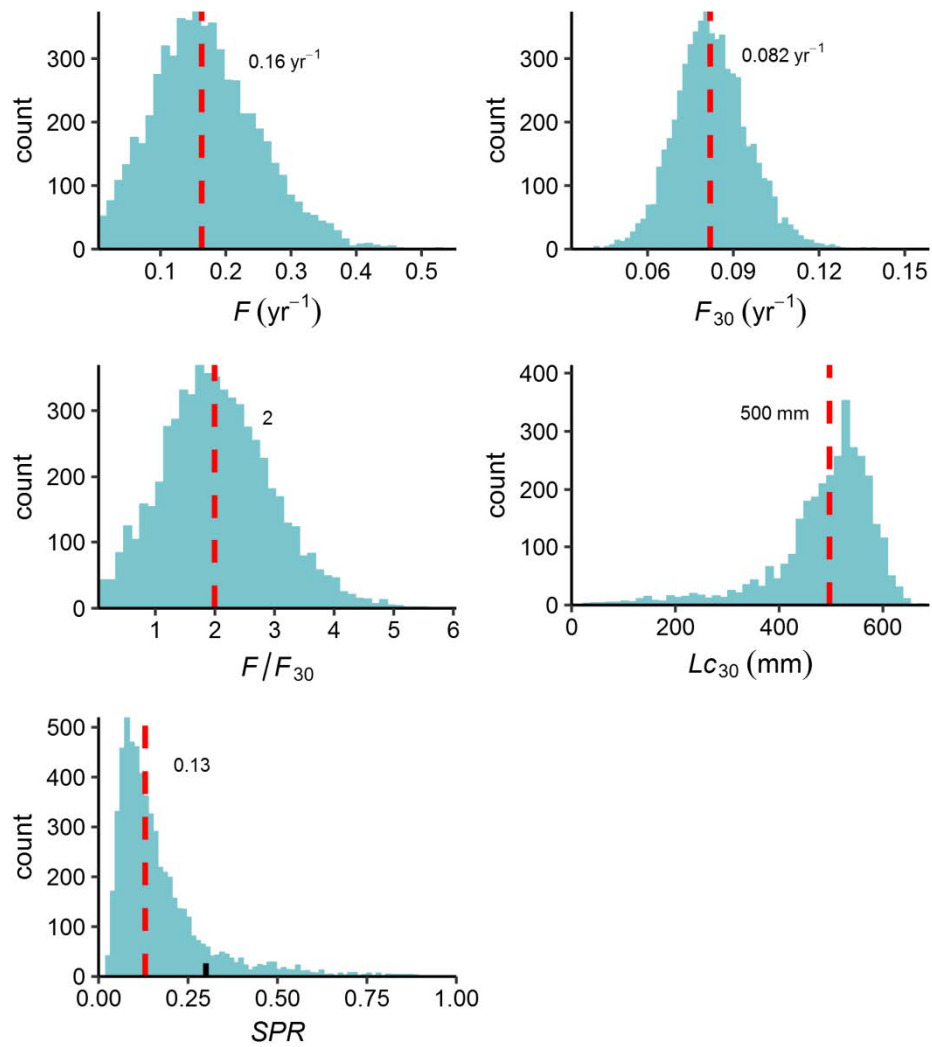 300
200
100
0
count
0.16 yr⁻¹
0.1 0.2 0.3 0.4 0.5
F (yr⁻¹)
300
200
100
0
count
0.082 yr⁻¹
0.06 0.09 0.12 0.15
F₃₀ (yr⁻¹)
300
200
100
0
count
2
1 2 3 4 5 6
F/F₃₀
400
300
200
100
0
count
500 mm
0 200 400 600
Lc₃₀ (mm)
500
400
300
200
100
0
count
0.13
0.00 0.25 0.50 0.75 1.00
SPR